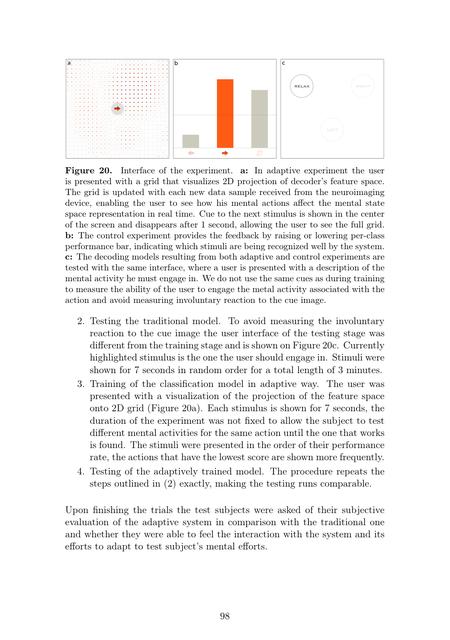 a
b
c
RELAX
RIGHT
LEFT
Figure 20. Interface of the experiment. a: In adaptive experiment the user
is presented with a grid that visualizes 2D projection of decoder's feature space.
The grid is updated with each new data sample received from the neuroimaging
device, enabling the user to see how his mental actions affect the mental state
space representation in real time. Cue to the next stimulus is shown in the center
of the screen and disappears after 1 second, allowing the user to see the full grid.
b: The control experiment provides the feedback by raising or lowering per-class
performance bar, indicating which stimuli are being recognized well by the system.
c: The decoding models resulting from both adaptive and control experiments are
tested with the same interface, where a user is presented with a description of the
mental activity he must engage in. We do not use the same cues as during training
to measure the ability of the user to engage the metal activity associated with the
action and avoid measuring involuntary reaction to the cue image.
2. Testing the traditional model. To avoid measuring the involuntary
reaction to the cue image the user interface of the testing stage was
different from the training stage and is shown on Figure 20c. Currently
highlighted stimulus is the one the user should engage in. Stimuli were
shown for 7 seconds in random order for a total length of 3 minutes.
3. Training of the classification model in adaptive way. The user was
presented with a visualization of the projection of the feature space
onto 2D grid (Figure 20a). Each stimulus is shown for 7 seconds, the
duration of the experiment was not fixed to allow the subject to test
different mental activities for the same action until the one that works
is found. The stimuli were presented in the order of their performance
rate, the actions that have the lowest score are shown more frequently.
4. Testing of the adaptively trained model. The procedure repeats the
steps outlined in (2) exactly, making the testing runs comparable.
Upon finishing the trials the test subjects were asked of their subjective
evaluation of the adaptive system in comparison with the traditional one
and whether they were able to feel the interaction with the system and its
efforts to adapt to test subject's mental efforts.
98